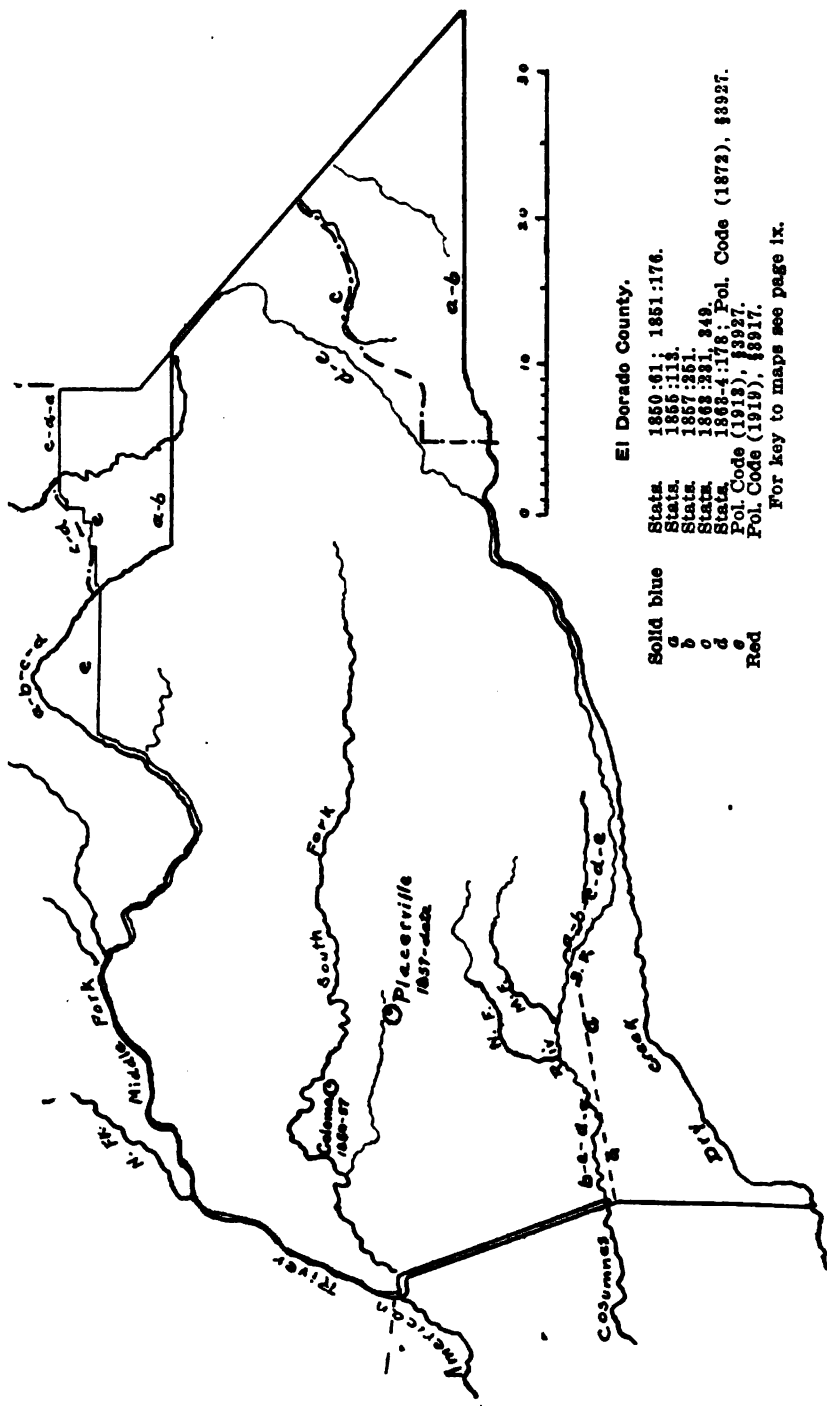 a-b-c-d
e
c-d
e
c-d-e
a-b
d-e
c
a-b
N. Fk.
Middle
Fork
River
American
South
Fork
Coloma
1850-57
Placerville
1857-date
N. F.
M. F.
S. F.
Riv.
a-b-c-d-e
b-c-d-e
a
a
Cosumnes
Dry
Creek
0 10 20 30
El Dorado County.
Solid blue Stats. 1850:61; 1851:176.
a Stats. 1855:113.
b Stats. 1857:251.
c Stats. 1863:231, 349.
d Stats. 1863-4:178; Pol. Code (1872), §3927.
e Pol. Code (1913), §3927.
Red Pol. Code (1919), §3917.
For key to maps see page ix.